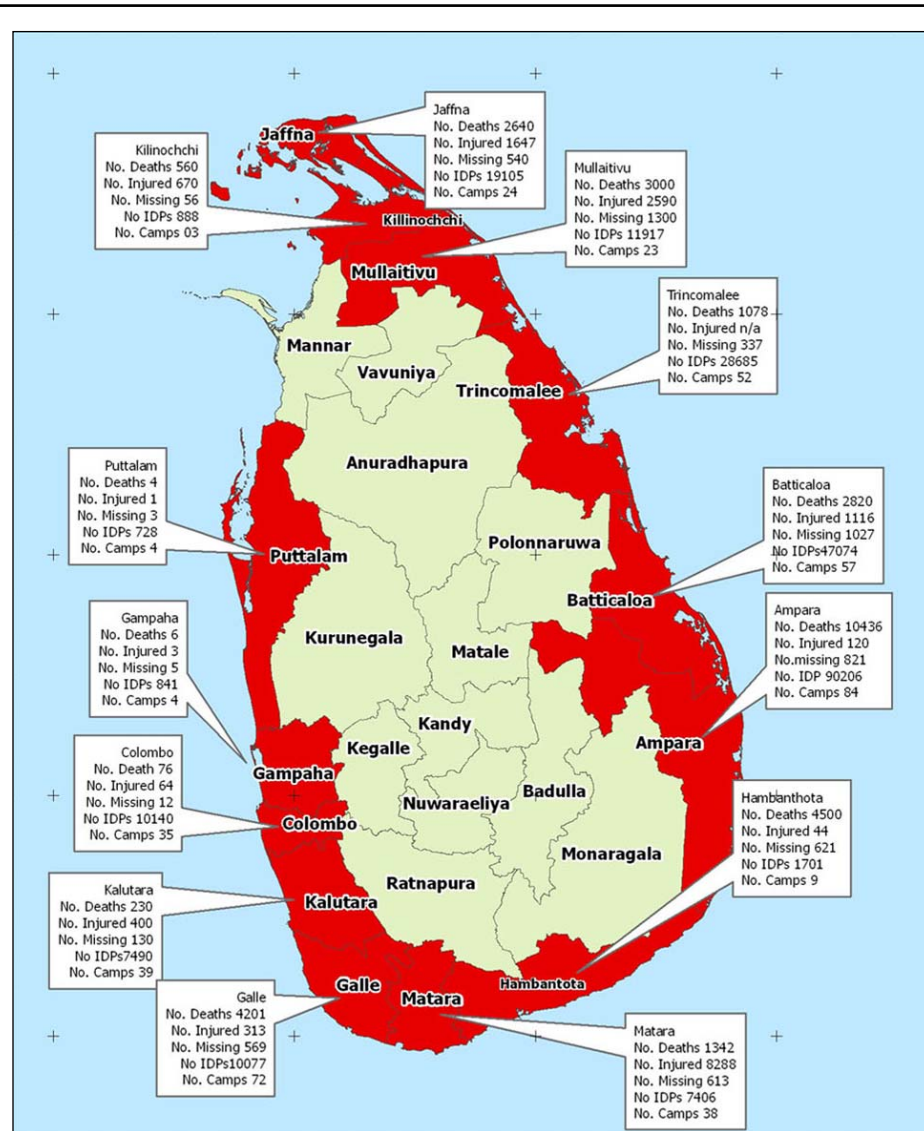 Jaffna
No. Deaths 2640
No. Injured 1647
No. Missing 540
No IDPs 19105
No. Camps 24
Jaffna
Kilinochchi
No. Deaths 560
No. Injured 670
No. Missing 56
No IDPs 888
No. Camps 03
Mullaitivu
No. Deaths 3000
No. Injured 2590
No. Missing 1300
No IDPs 11917
No. Camps 23
Killinochchi
Mullaitivu
Trincomalee
No. Deaths 1078
No. Injured n/a
No. Missing 337
No IDPs 28685
No. Camps 52
Mannar
Vavuniya
Trincomalee
Anuradhapura
Puttalam
No. Deaths 4
No. Injured 1
No. Missing 3
No IDPs 728
No. Camps 4
Batticaloa
No. Deaths 2820
No. Injured 1116
No. Missing 1027
No IDPs47074
No. Camps 57
Puttalam
Polonnaruwa
Batticaloa
Gampaha
No. Deaths 6
No. Injured 3
No. Missing 5
No IDPs 841
No. Camps 4
Ampara
No. Deaths 10436
No. Injured 120
No.missing 821
No. IDP 90206
No. Camps 84
Kurunegala
Matale
Kandy
Kegalle
Ampara
Colombo
No. Death 76
No. Injured 64
No. Missing 12
No IDPs 10140
No. Camps 35
Gampaha
Nuwaraeliya
Badulla
Colombo
Hambanthota
No. Deaths 4500
No. Injured 44
No. Missing 621
No IDPs 1701
No. Camps 9
Monaragala
Ratnapura
Kalutara
No. Deaths 230
No. Injured 400
No. Missing 130
No IDPs7490
No. Camps 39
Kalutara
Galle
Matara
Hambantota
Galle
No. Deaths 4201
No. Injured 313
No. Missing 569
No IDPs10077
No. Camps 72
Matara
No. Deaths 1342
No. Injured 8288
No. Missing 613
No IDPs 7406
No. Camps 38